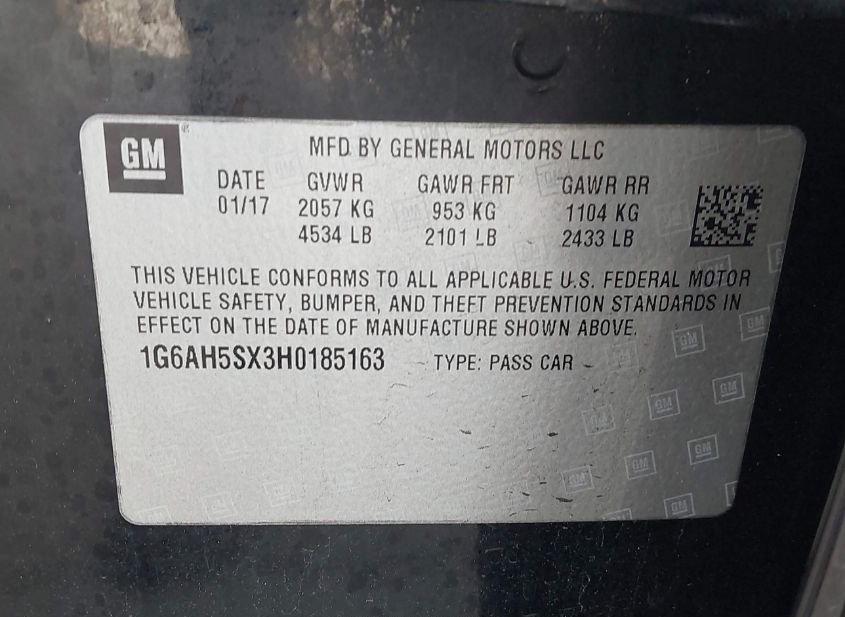 GM
MFD BY GENERAL MOTORS LLC
DATE GVWR GAWR FRT GAWR RR
01/17 2057 KG 953 KG 1104 KG
4534 LB 2101 LB 2433 LB
THIS VEHICLE CONFORMS TO ALL APPLICABLE U.S. FEDERAL MOTOR
VEHICLE SAFETY, BUMPER, AND THEFT PREVENTION STANDARDS IN
EFFECT ON THE DATE OF MANUFACTURE SHOWN ABOVE.
1G6AH5SX3H0185163 TYPE: PASS CAR